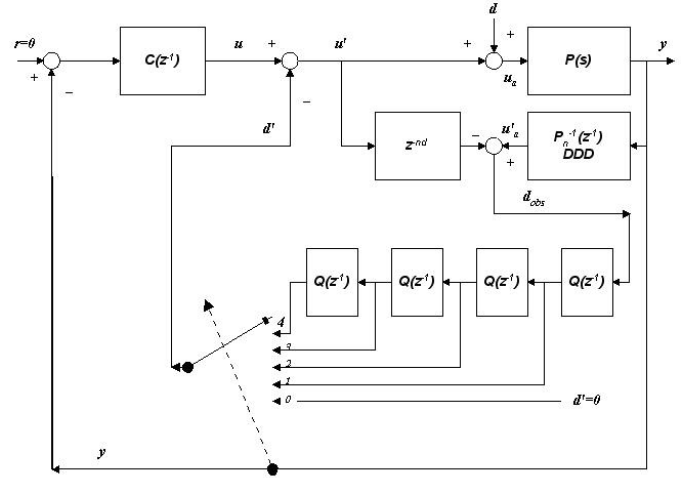 d
r=0
C(z⁻¹)
u
+
u'
+
+
P(s)
y
+
−
−
uₐ
d'
z⁻ⁿᵈ
−
u'ₐ
+
Pₙ⁻¹(z⁻¹)
DDD
d_obs
Q(z⁻¹)
Q(z⁻¹)
Q(z⁻¹)
Q(z⁻¹)
4
3
2
1
0
d'=0
y